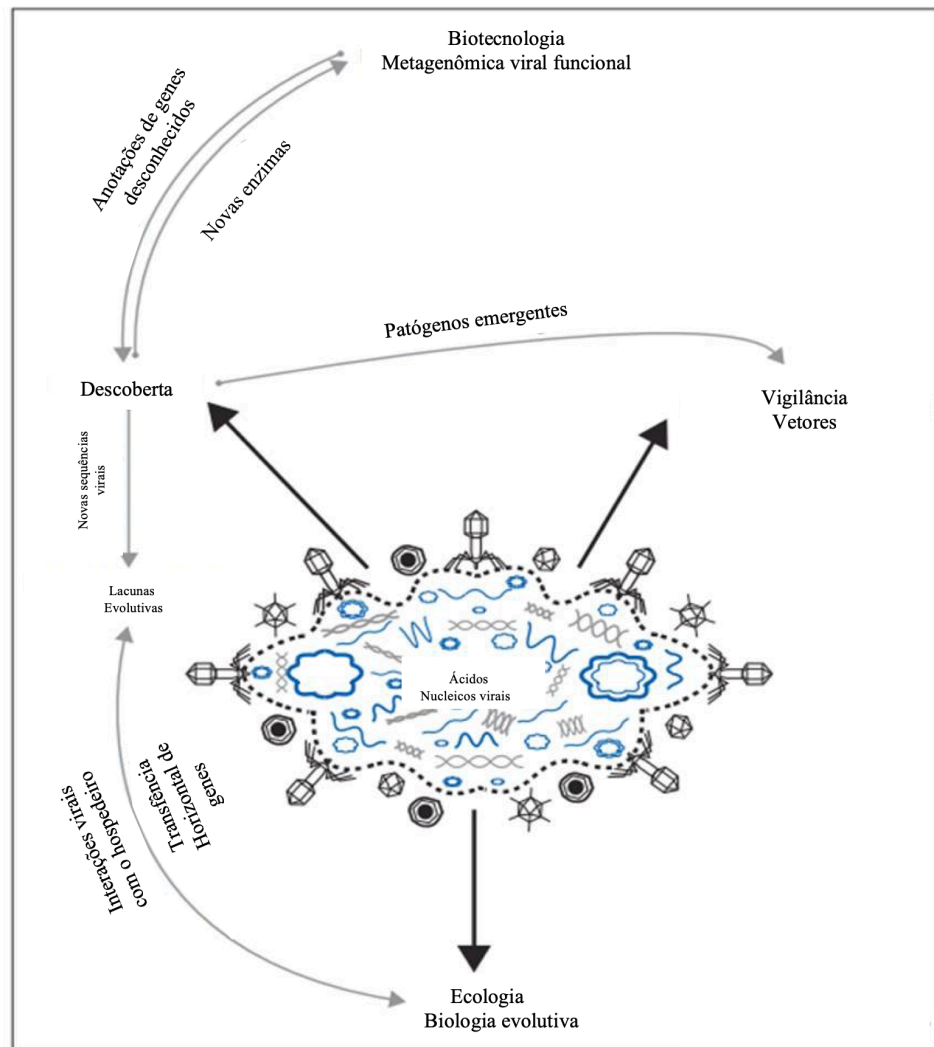 Biotecnologia
Metagenômica viral funcional
Anotações de genes
desconhecidos
Novas enzimas
Patógenos emergentes
Descoberta
Vigilância
Vetores
Novas sequências
virais
Lacunas
Evolutivas
Ácidos
Nucleicos virais
Transfência
Horizontal de
genes
Interações virais
com o hospedeiro
Ecologia
Biologia evolutiva